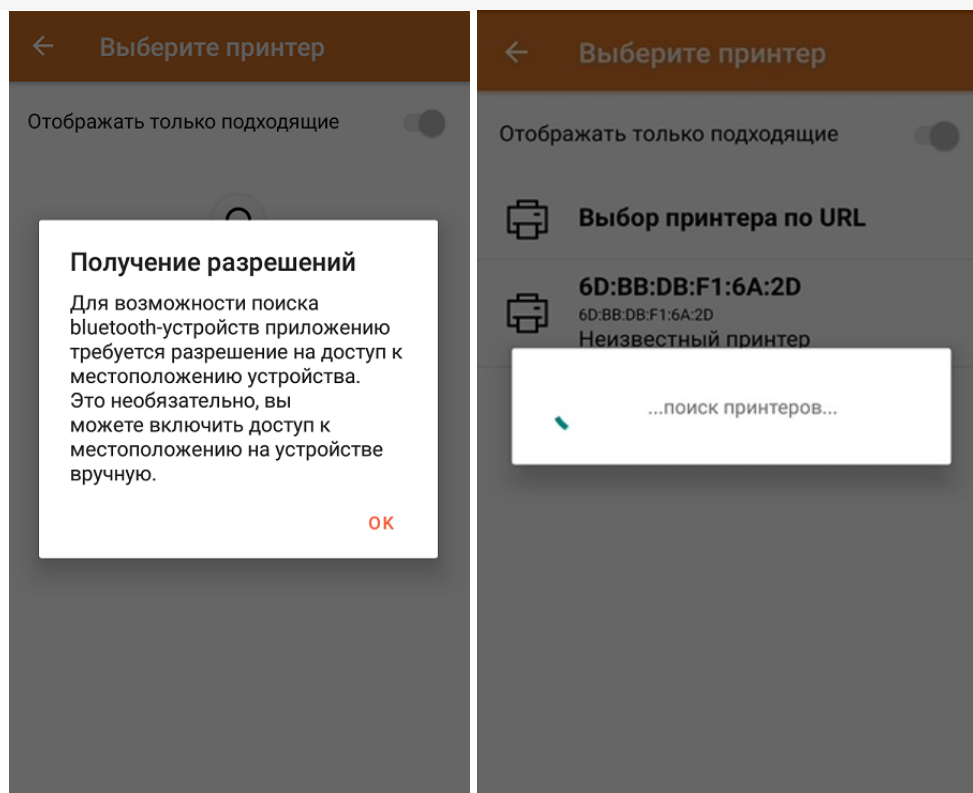 Выберите принтер
Отображать только подходящие
Получение разрешений
Для возможности поиска
bluetooth-устройств приложению
требуется разрешение на доступ к
местоположению устройства.
Это необязательно, вы
можете включить доступ к
местоположению на устройстве
вручную.
ОК
Выберите принтер
Отображать только подходящие
Выбор принтера по URL
6D:BB:DB:F1:6A:2D
6D:BB:DB:F1:6A:2D
Неизвестный принтер
...поиск принтеров...